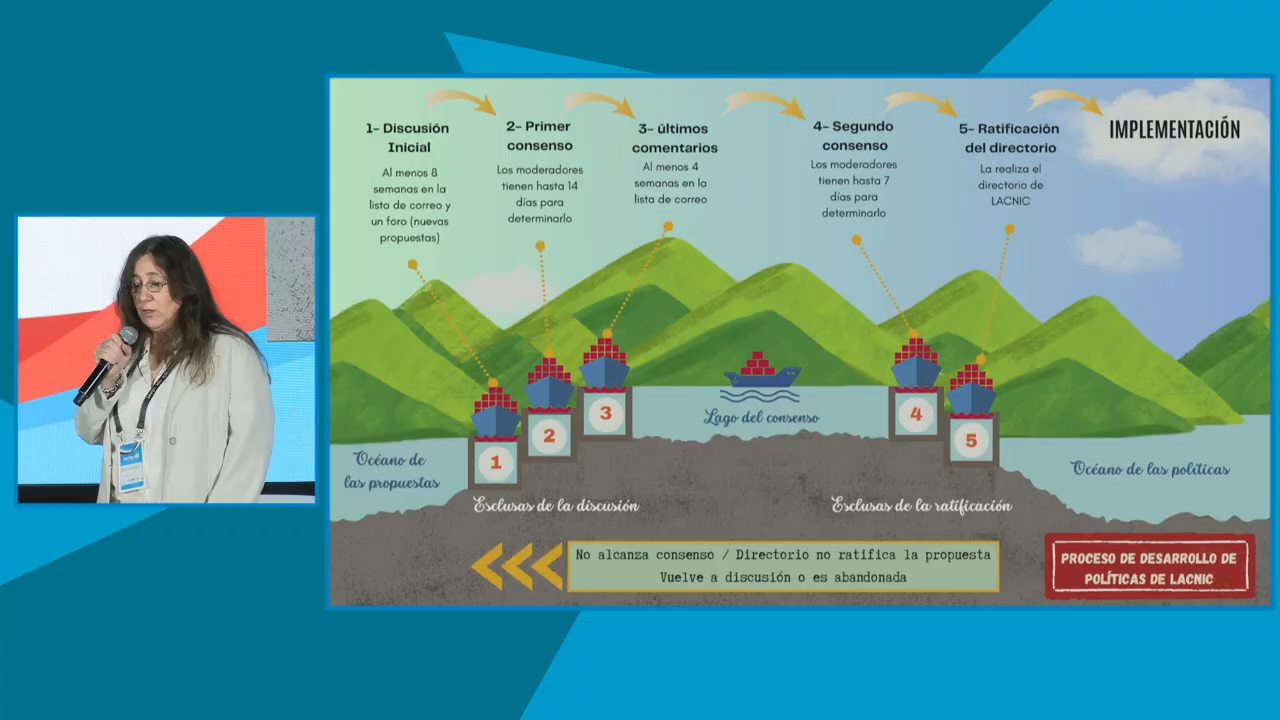 1- Discusión
Inicial
Al menos 8
semanas en la
lista de correo y
un foro (nuevas
propuestas)
2- Primer
consenso
Los moderadores
tienen hasta 14
días para
determinarlo
3- últimos
comentarios
Al menos 4
semanas en la
lista de correo
4- Segundo
consenso
Los moderadores
tienen hasta 7
días para
determinarlo
5- Ratificación
del directorio
La realiza el
directorio de
LACNIC
IMPLEMENTACIÓN
1
2
3
4
5
Lago del consenso
Océano de
las propuestas
Océano de las políticas
Esclusas de la discusión
Esclusas de la ratificación
No alcanza consenso / Directorio no ratifica la propuesta
Vuelve a discusión o es abandonada
PROCESO DE DESARROLLO DE
POLÍTICAS DE LACNIC